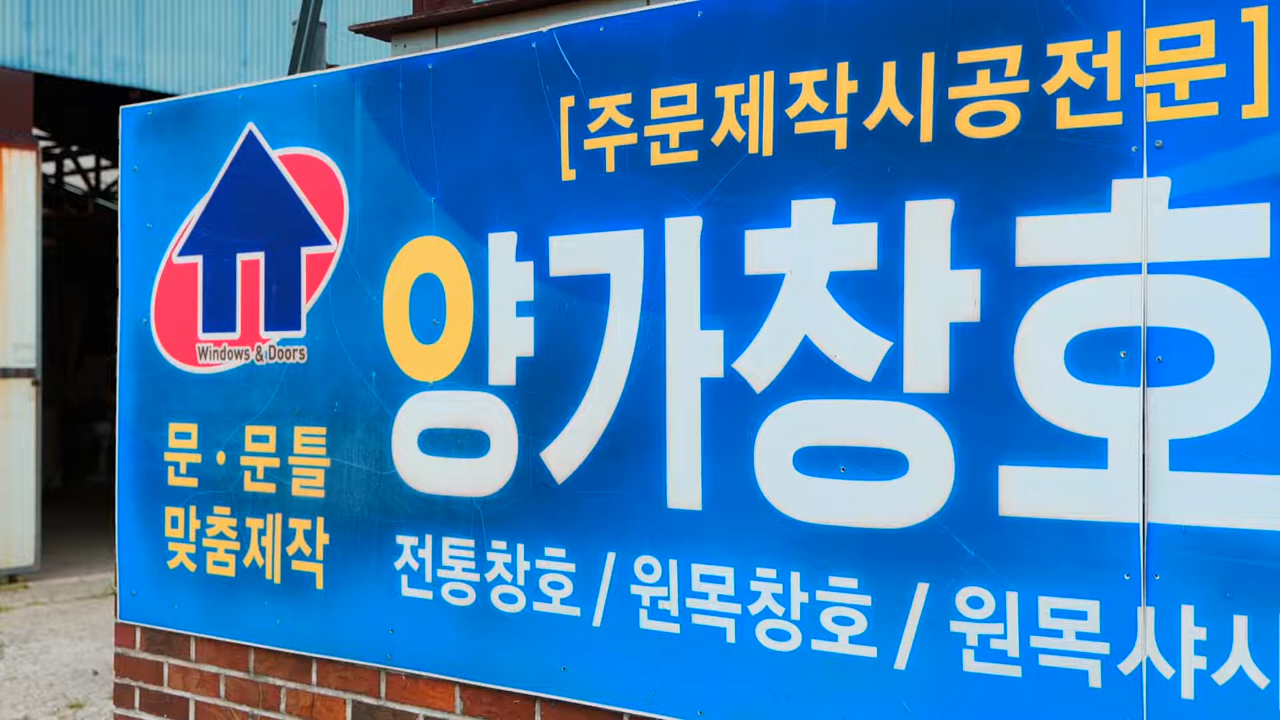 [주문제작시공전문]
양가창호
Windows & Doors
문·문틀
맞춤제작
전통창호 / 원목창호 / 원목샤시